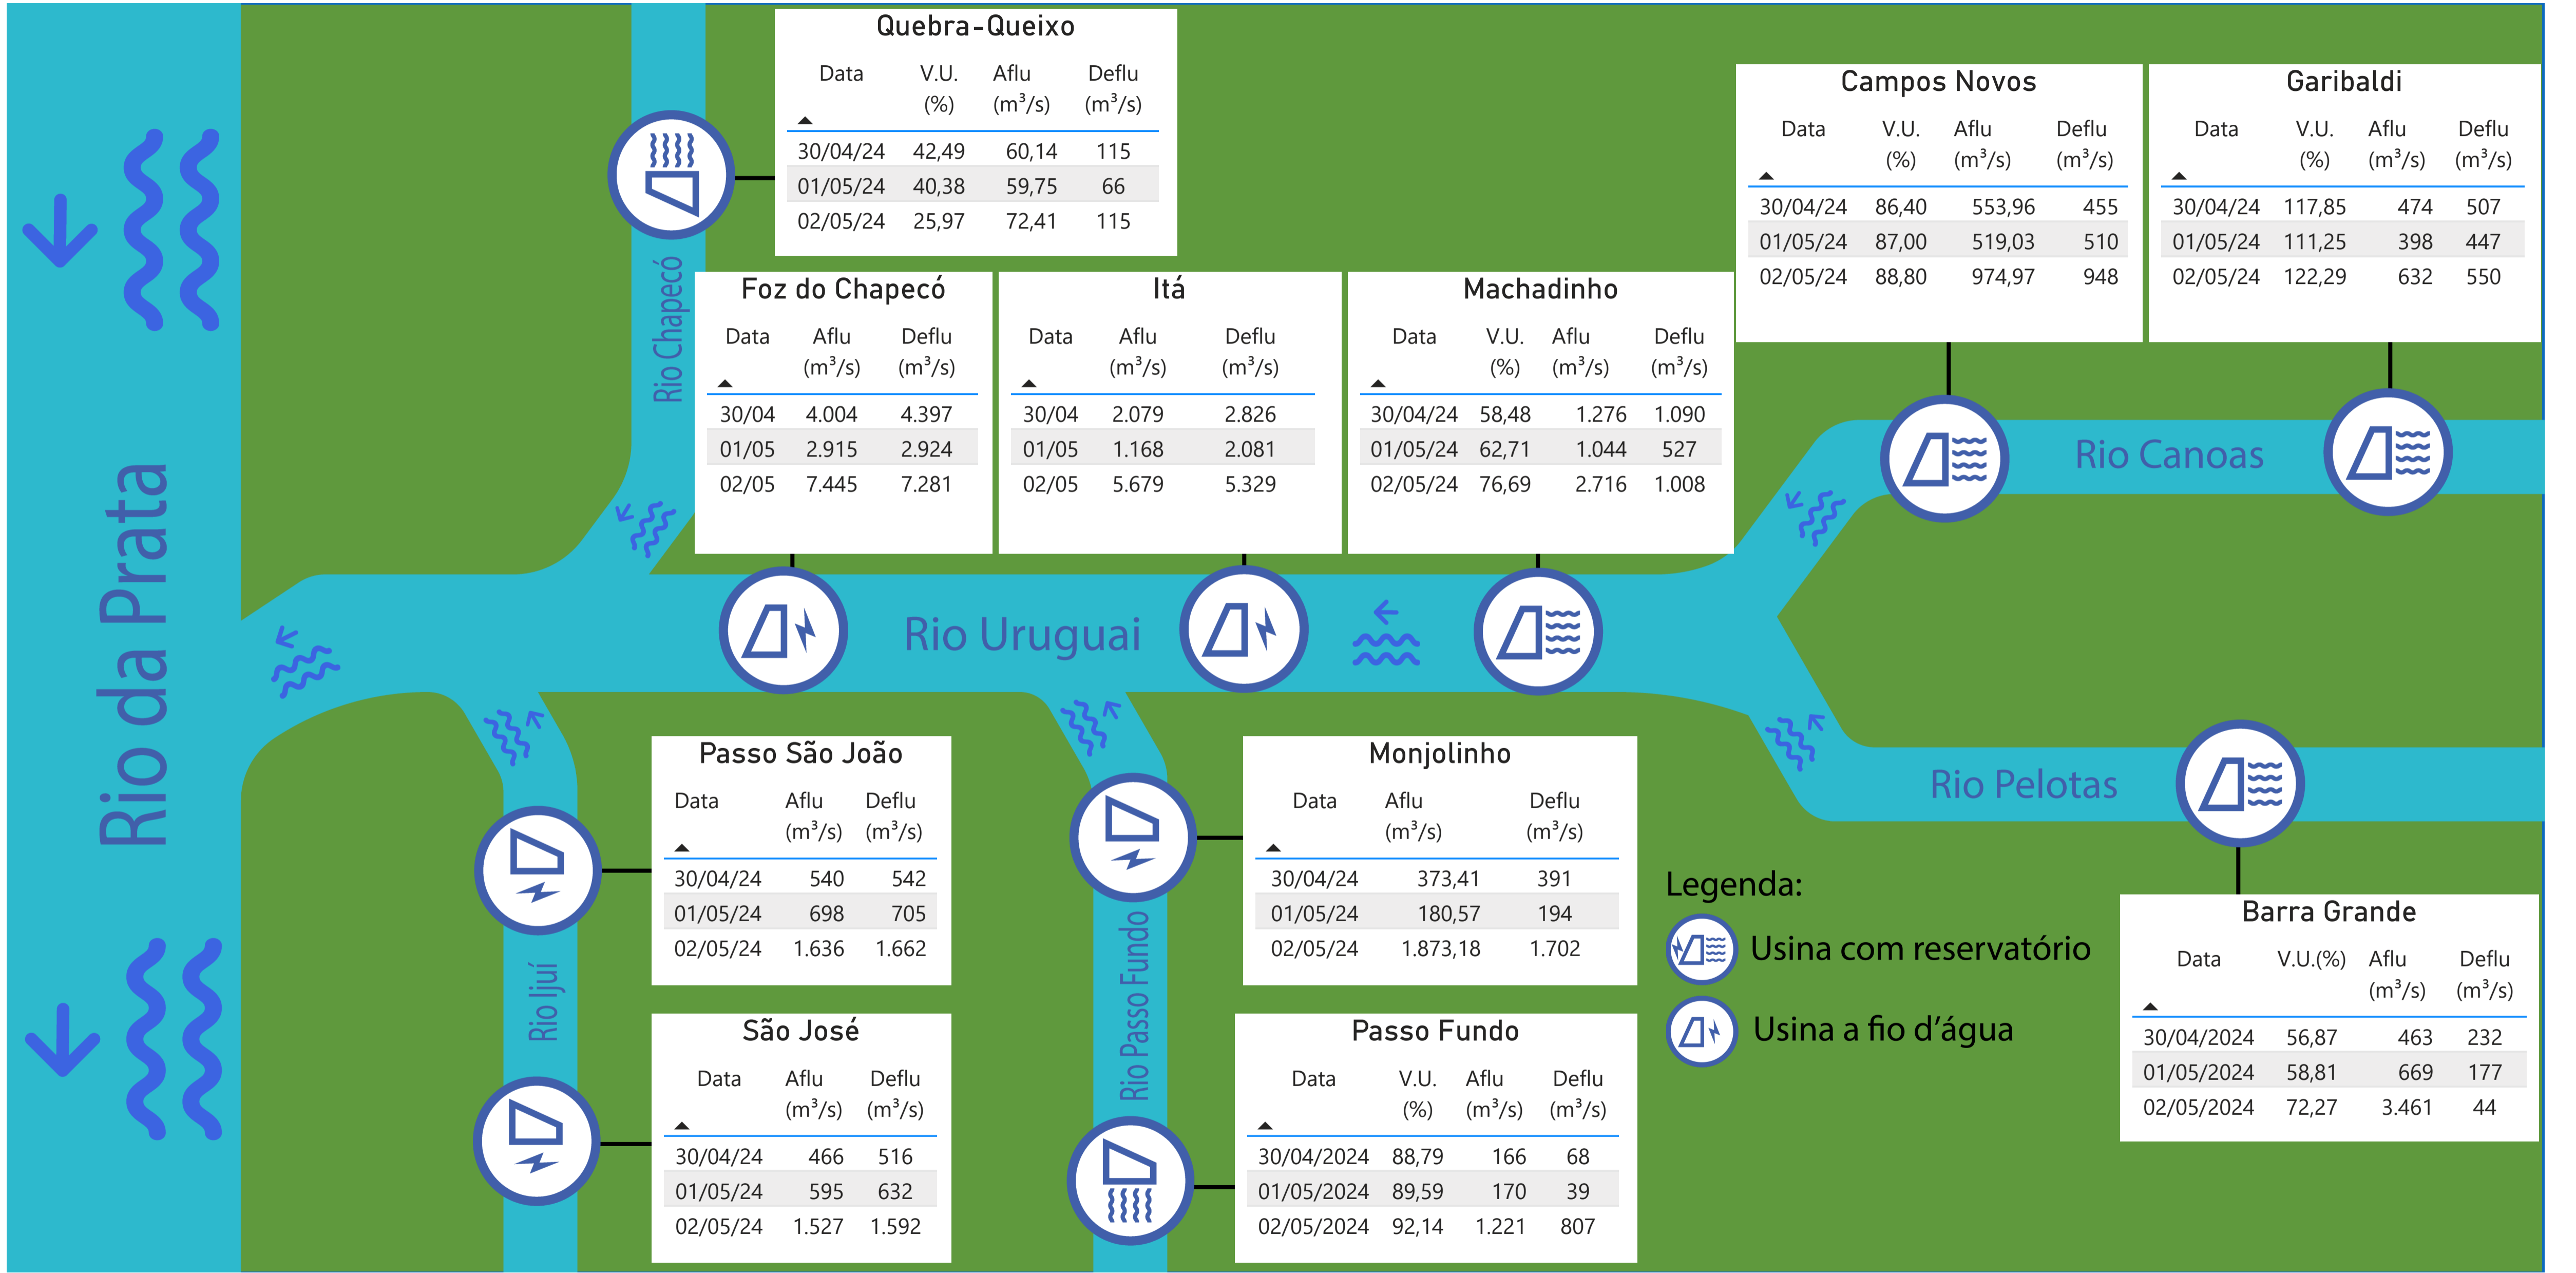 Rio da Prata
Quebra-Queixo
Data V.U. Aflu Deflu
(%) (m³/s) (m³/s)
30/04/24 42,49 60,14 115
01/05/24 40,38 59,75 66
02/05/24 25,97 72,41 115
Rio Chapecó
Foz do Chapecó
Data Aflu Deflu
(m³/s) (m³/s)
30/04 4.004 4.397
01/05 2.915 2.924
02/05 7.445 7.281
Itá
Data Aflu Deflu
(m³/s) (m³/s)
30/04 2.079 2.826
01/05 1.168 2.081
02/05 5.679 5.329
Machadinho
Data V.U. Aflu Deflu
(%) (m³/s) (m³/s)
30/04/24 58,48 1.276 1.090
01/05/24 62,71 1.044 527
02/05/24 76,69 2.716 1.008
Campos Novos
Data V.U. Aflu Deflu
(%) (m³/s) (m³/s)
30/04/24 86,40 553,96 455
01/05/24 87,00 519,03 510
02/05/24 88,80 974,97 948
Garibaldi
Data V.U. Aflu Deflu
(%) (m³/s) (m³/s)
30/04/24 117,85 474 507
01/05/24 111,25 398 447
02/05/24 122,29 632 550
Rio Canoas
Rio Uruguai
Rio Pelotas
Passo São João
Data Aflu Deflu
(m³/s) (m³/s)
30/04/24 540 542
01/05/24 698 705
02/05/24 1.636 1.662
Rio Ijuí
São José
Data Aflu Deflu
(m³/s) (m³/s)
30/04/24 466 516
01/05/24 595 632
02/05/24 1.527 1.592
Monjolinho
Data Aflu Deflu
(m³/s) (m³/s)
30/04/24 373,41 391
01/05/24 180,57 194
02/05/24 1.873,18 1.702
Rio Passo Fundo
Passo Fundo
Data V.U. Aflu Deflu
(%) (m³/s) (m³/s)
30/04/2024 88,79 166 68
01/05/2024 89,59 170 39
02/05/2024 92,14 1.221 807
Legenda:
Usina com reservatório
Usina a fio d'água
Barra Grande
Data V.U.(%) Aflu Deflu
(m³/s) (m³/s)
30/04/2024 56,87 463 232
01/05/2024 58,81 669 177
02/05/2024 72,27 3.461 44